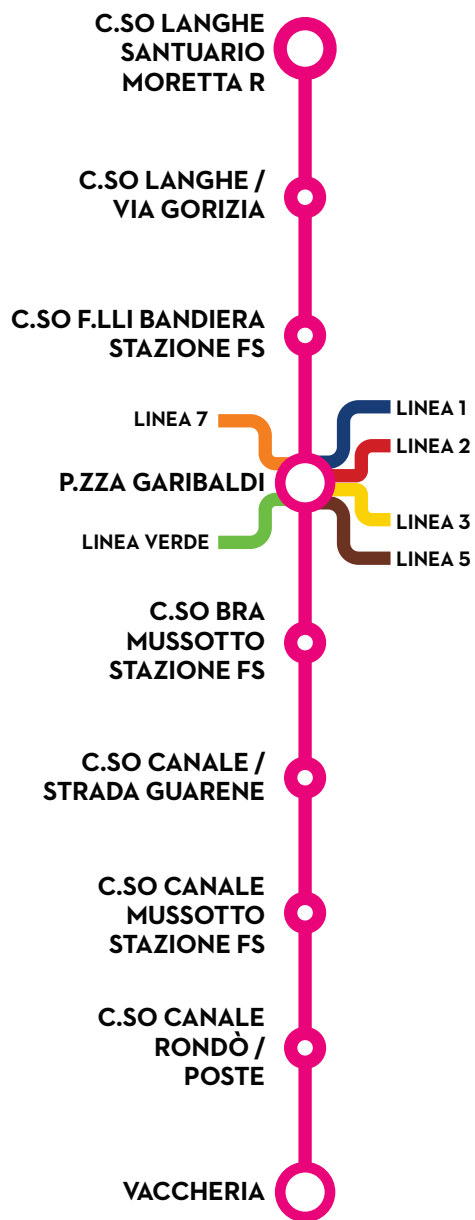 C.SO LANGHE
SANTUARIO
MORETTA R
C.SO LANGHE /
VIA GORIZIA
C.SO F.LLI BANDIERA
STAZIONE FS
LINEA 7
LINEA 1
LINEA 2
P.ZZA GARIBALDI
LINEA 3
LINEA VERDE
LINEA 5
C.SO BRA
MUSSOTTO
STAZIONE FS
C.SO CANALE /
STRADA GUARENE
C.SO CANALE
MUSSOTTO
STAZIONE FS
C.SO CANALE
RONDÒ /
POSTE
VACCHERIA